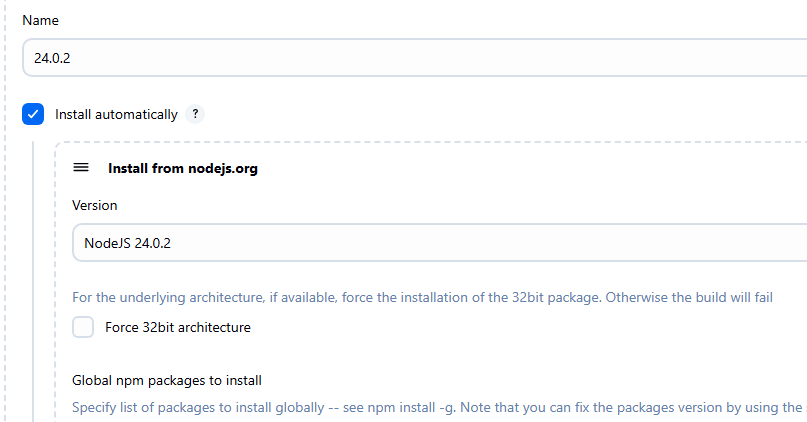 Name
24.0.2
Install automatically ?
Install from nodejs.org
Version
NodeJS 24.0.2
For the underlying architecture, if available, force the installation of the 32bit package. Otherwise the build will fail
Force 32bit architecture
Global npm packages to install
Specify list of packages to install globally -- see npm install -g. Note that you can fix the packages version by using the